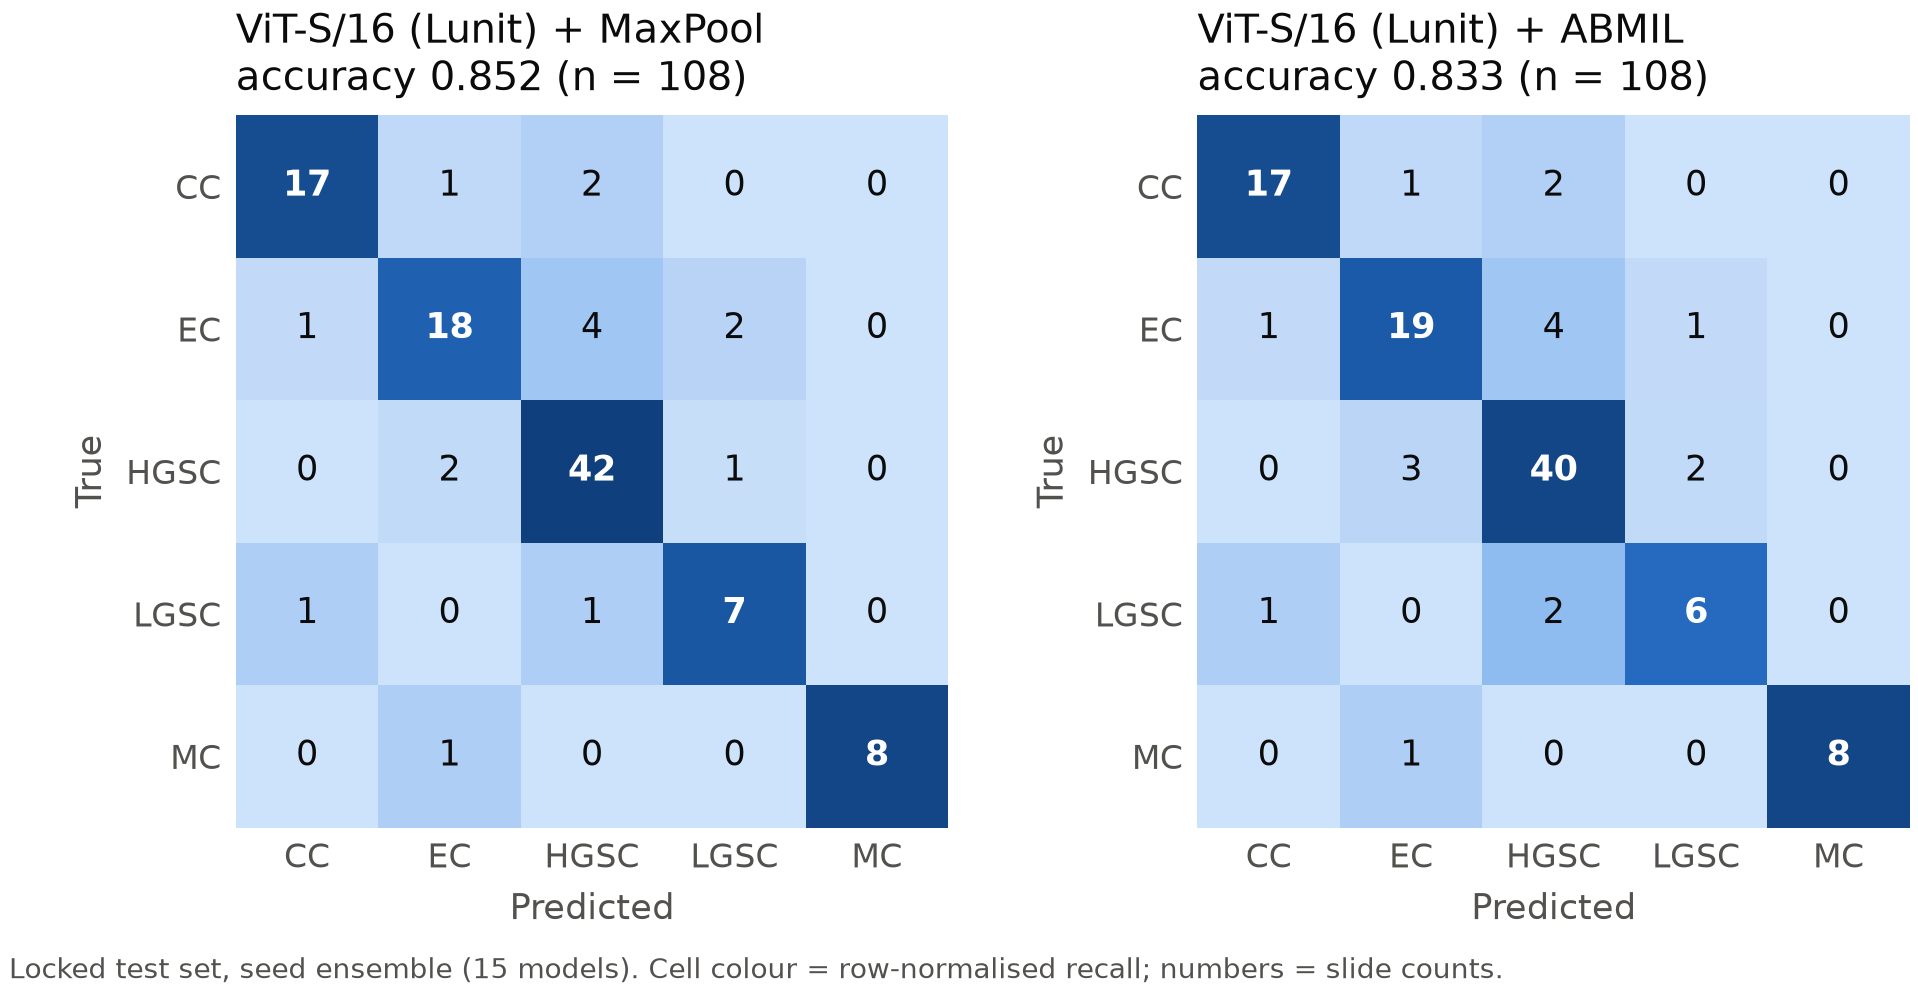 ViT-S/16 (Lunit) + MaxPool
accuracy 0.852 (n = 108)
CC 17 1 2 0 0
EC 1 18 4 2 0
HGSC 0 2 42 1 0
LGSC 1 0 1 7 0
MC 0 1 0 0 8
True
CC EC HGSC LGSC MC
Predicted
ViT-S/16 (Lunit) + ABMIL
accuracy 0.833 (n = 108)
CC 17 1 2 0 0
EC 1 19 4 1 0
HGSC 0 3 40 2 0
LGSC 1 0 2 6 0
MC 0 1 0 0 8
True
CC EC HGSC LGSC MC
Predicted
Locked test set, seed ensemble (15 models). Cell colour = row-normalised recall; numbers = slide counts.